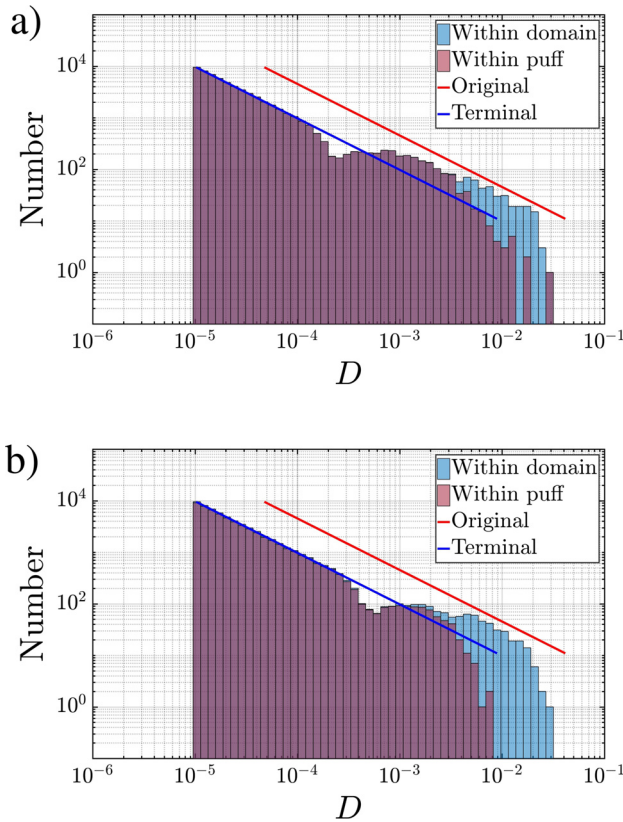 a)
Number
10^4
10^2
10^0
Within domain
Within puff
Original
Terminal
10^-6
10^-5
10^-4
10^-3
10^-2
10^-1
D
b)
Number
10^4
10^2
10^0
Within domain
Within puff
Original
Terminal
10^-6
10^-5
10^-4
10^-3
10^-2
10^-1
D